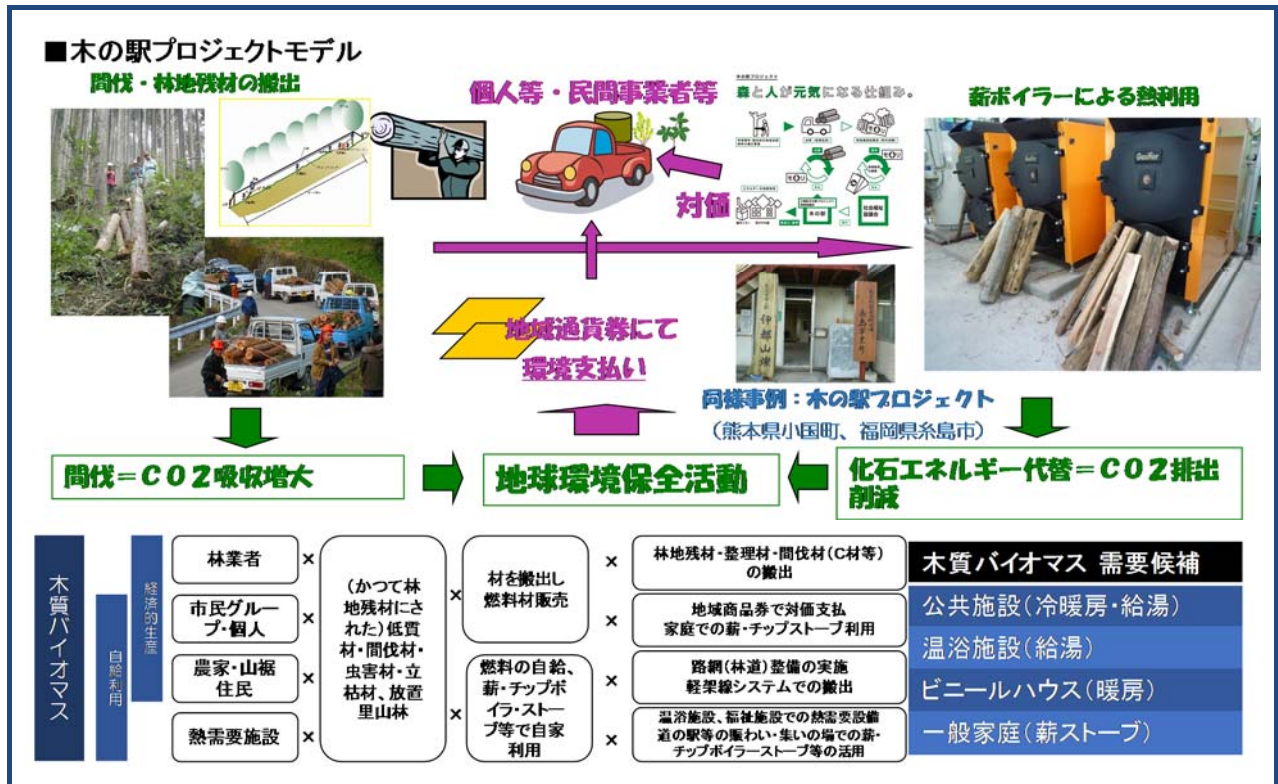 ■木の駅プロジェクトモデル
間伐・林地残材の搬出
個人等・民間事業者等
木の駅プロジェクト
森と人が元気になる仕組み。
薪ボイラーによる熱利用
対価
木の駅
社会福祉
協議会
地域通貨券にて
環境支払い
同様事例:木の駅プロジェクト
(熊本県小国町、福岡県糸島市)
間伐=CO2吸収増大
地球環境保全活動
化石エネルギー代替=CO2排出
削減
木質バイオマス
経済的生産
自給利用
林業者
×
市民グルー
プ・個人
×
農家・山裾
住民
×
熱需要施設
×
(かつて林
地残材にさ
れた)低質
材・間伐材・
虫害材・立
枯材、放置
里山林
×
材を搬出し
燃料材販売
×
燃料の自給、
薪・チップボ
イラ・ストー
ブ等で自家
利用
×
林地残材・整理材・間伐材(C材等)
の搬出
×
地域商品券で対価支払
家庭での薪・チップストーブ利用
×
路網(林道)整備の実施
軽架線システムでの搬出
×
温浴施設、福祉施設での熱需要設備
道の駅等の賑わい・集いの場での薪・
チップボイラーストーブ等の活用
木質バイオマス 需要候補
公共施設(冷暖房・給湯)
温浴施設(給湯)
ビニールハウス(暖房)
一般家庭(薪ストーブ)